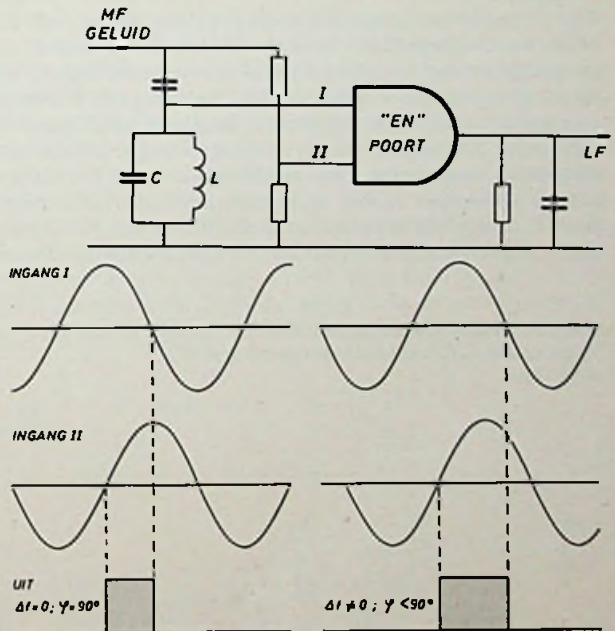 MF
GELUID
I
"EN"
POORT
II
LF
C
L
INGANG I
INGANG II
UIT
Δf=0; φ=90°
Δf≠0; φ<90°